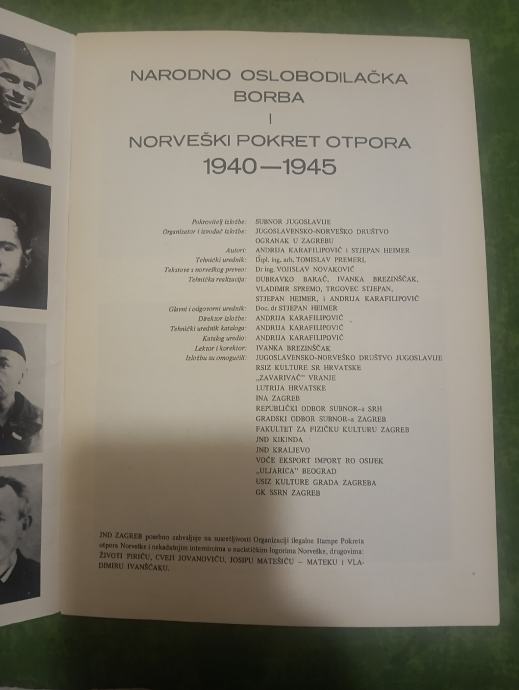 NARODNO OSLOBODILAČKA
BORBA
I
NORVEŠKI POKRET OTPORA
1940—1945
Pokrovitelj izložbe: SUBNOR JUGOSLAVIJE
Organizator i izvođač izložbe: JUGOSLAVENSKO-NORVEŠKO DRUŠTVO
OGRANAK U ZAGREBU
Autori: ANDRIJA KARAFILIPOVIĆ i STJEPAN HEIMER
Tehnički urednik: Dipl. ing. arh. TOMISLAV PREMERL
Tekstove s norveškog preveo: Dr ing. VOJISLAV NOVAKOVIĆ
Tehnička realizacija: DUBRAVKO BARAČ, IVANKA BREZINŠČAK,
VLADIMIR SPREMO, TRGOVEC STJEPAN,
STJEPAN HEIMER, i ANDRIJA KARAFILIPOVIĆ
Glavni i odgovorni urednik: Doc. dr STJEPAN HEIMER
Direktor izložbe: ANDRIJA KARAFILIPOVIĆ
Tehnički urednik kataloga: ANDRIJA KARAFILIPOVIĆ
Katalog uredio: ANDRIJA KARAFILIPOVIĆ
Lektor i korektor: IVANKA BREZINŠČAK
Izložbu su omogućili: JUGOSLAVENSKO-NORVEŠKO DRUŠTVO JUGOSLAVIJE
RSIZ KULTURE SR HRVATSKE
„ZAVARIVAČ" VRANJE
LUTRIJA HRVATSKE
INA ZAGREB
REPUBLIČKI ODBOR SUBNOR-a SRH
GRADSKI ODBOR SUBNOR-a ZAGREB
FAKULTET ZA FIZIČKU KULTURU ZAGREB
JND KIKINDA
JND KRALJEVO
VOĆE EKSPORT IMPORT RO OSIJEK
„ULJARICA" BEOGRAD
USIZ KULTURE GRADA ZAGREBA
GK SSRN ZAGREB
JND ZAGREB posebno zahvaljuje na susretljivosti Organizaciji ilegalne štampe Pokreta
otpora Norveške i nekadašnjim internircima u nacističkim logorima Norveške, drugovima:
ŽIVOTI PIRIĆU, CVEJI JOVANOVIĆU, JOSIPU MATEŠIĆU – MATEKU i VLA-
DIMIRU IVANŠČAKU.